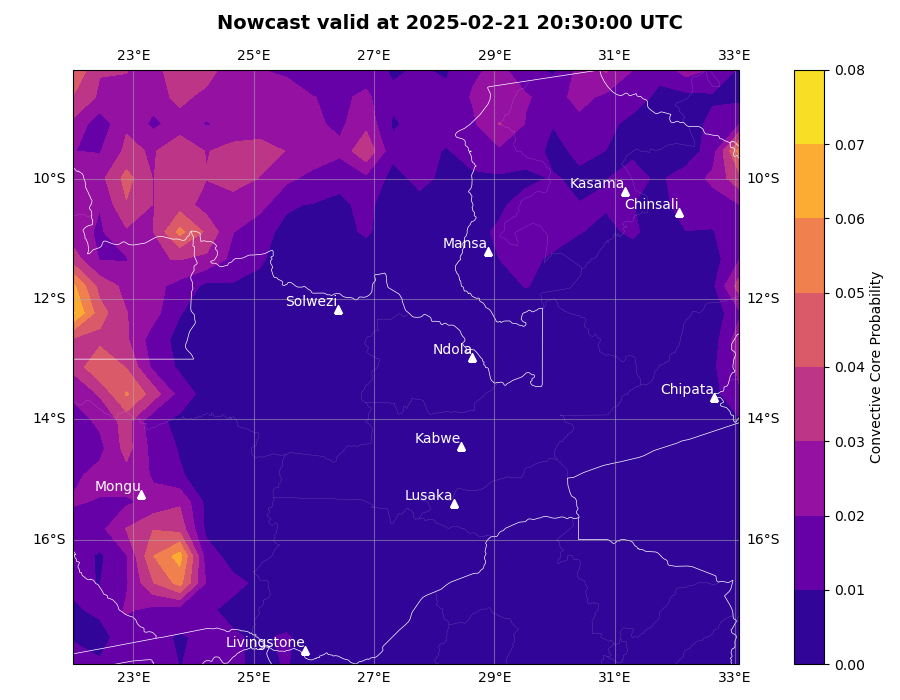 Nowcast valid at 2025-02-21 20:30:00 UTC
23°E 25°E 27°E 29°E 31°E 33°E
0.08
0.07
10°S Kasama 10°S
Chinsali
0.06
Mansa
0.05
12°S Solwezi 12°S
Convective Core Probability
0.04
Ndola
Chipata
14°S 14°S
0.03
Kabwe
Mongu
Lusaka
0.02
16°S 16°S
0.01
Livingstone
0.00
23°E 25°E 27°E 29°E 31°E 33°E